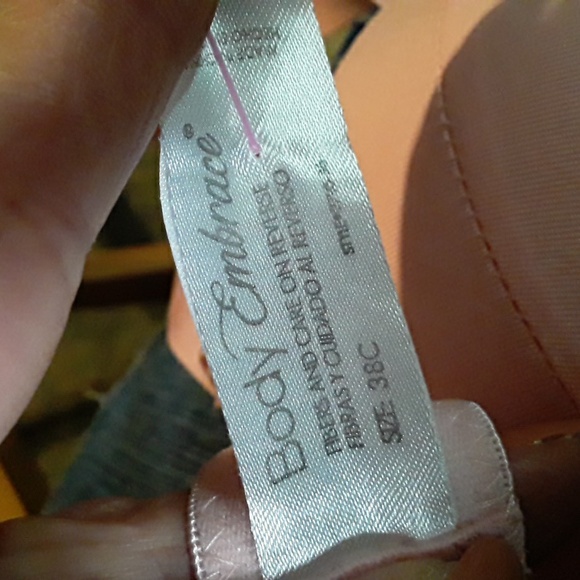 Body Embrace®
FIBERS AND CARE ON REVERSE
FIBRAS Y CUIDADO AL REVERSO
SIZE: 38C